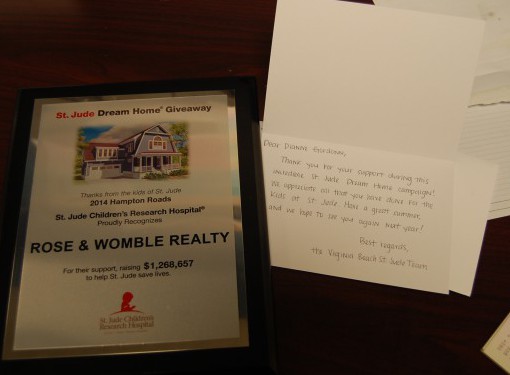 St. Jude Dream Home® Giveaway
Thanks from the kids of St. Jude
2014 Hampton Roads
St. Jude Children's Research Hospital®
Proudly Recognizes
ROSE & WOMBLE REALTY
For their support, raising $1,268,657
to help St. Jude save lives.
St. Jude Children's
Research Hospital
Dear Dianna
Thank you for your support during this
incredible St. Jude Dream Home campaign!
We appreciate all that you have done for the
kids at St. Jude. Have a great summer,
and we hope to see you again next year!
Best regards,
The Virginia Beach St. Jude Team